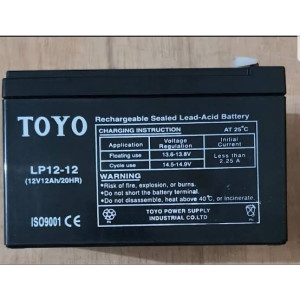 TOYO
LP12-12
(12V12Ah/20HR)
ISO9001
Rechargeable Sealed Lead-Acid Battery
CHARGING INSTRUCTION AT 25°C
Application Voltage Regulation Initial Current
Floating use 13.6-13.8V Less than 2.25 A
Cycle use 14.5-14.9V
WARNING
•Risk of fire, explosion, or burns.
•Do not short the battery terminal.
•Do not disassemble, heat above 40°C, or Incinerate
TOYO POWER SUPPLY
INDUSTRIAL CO.LTD